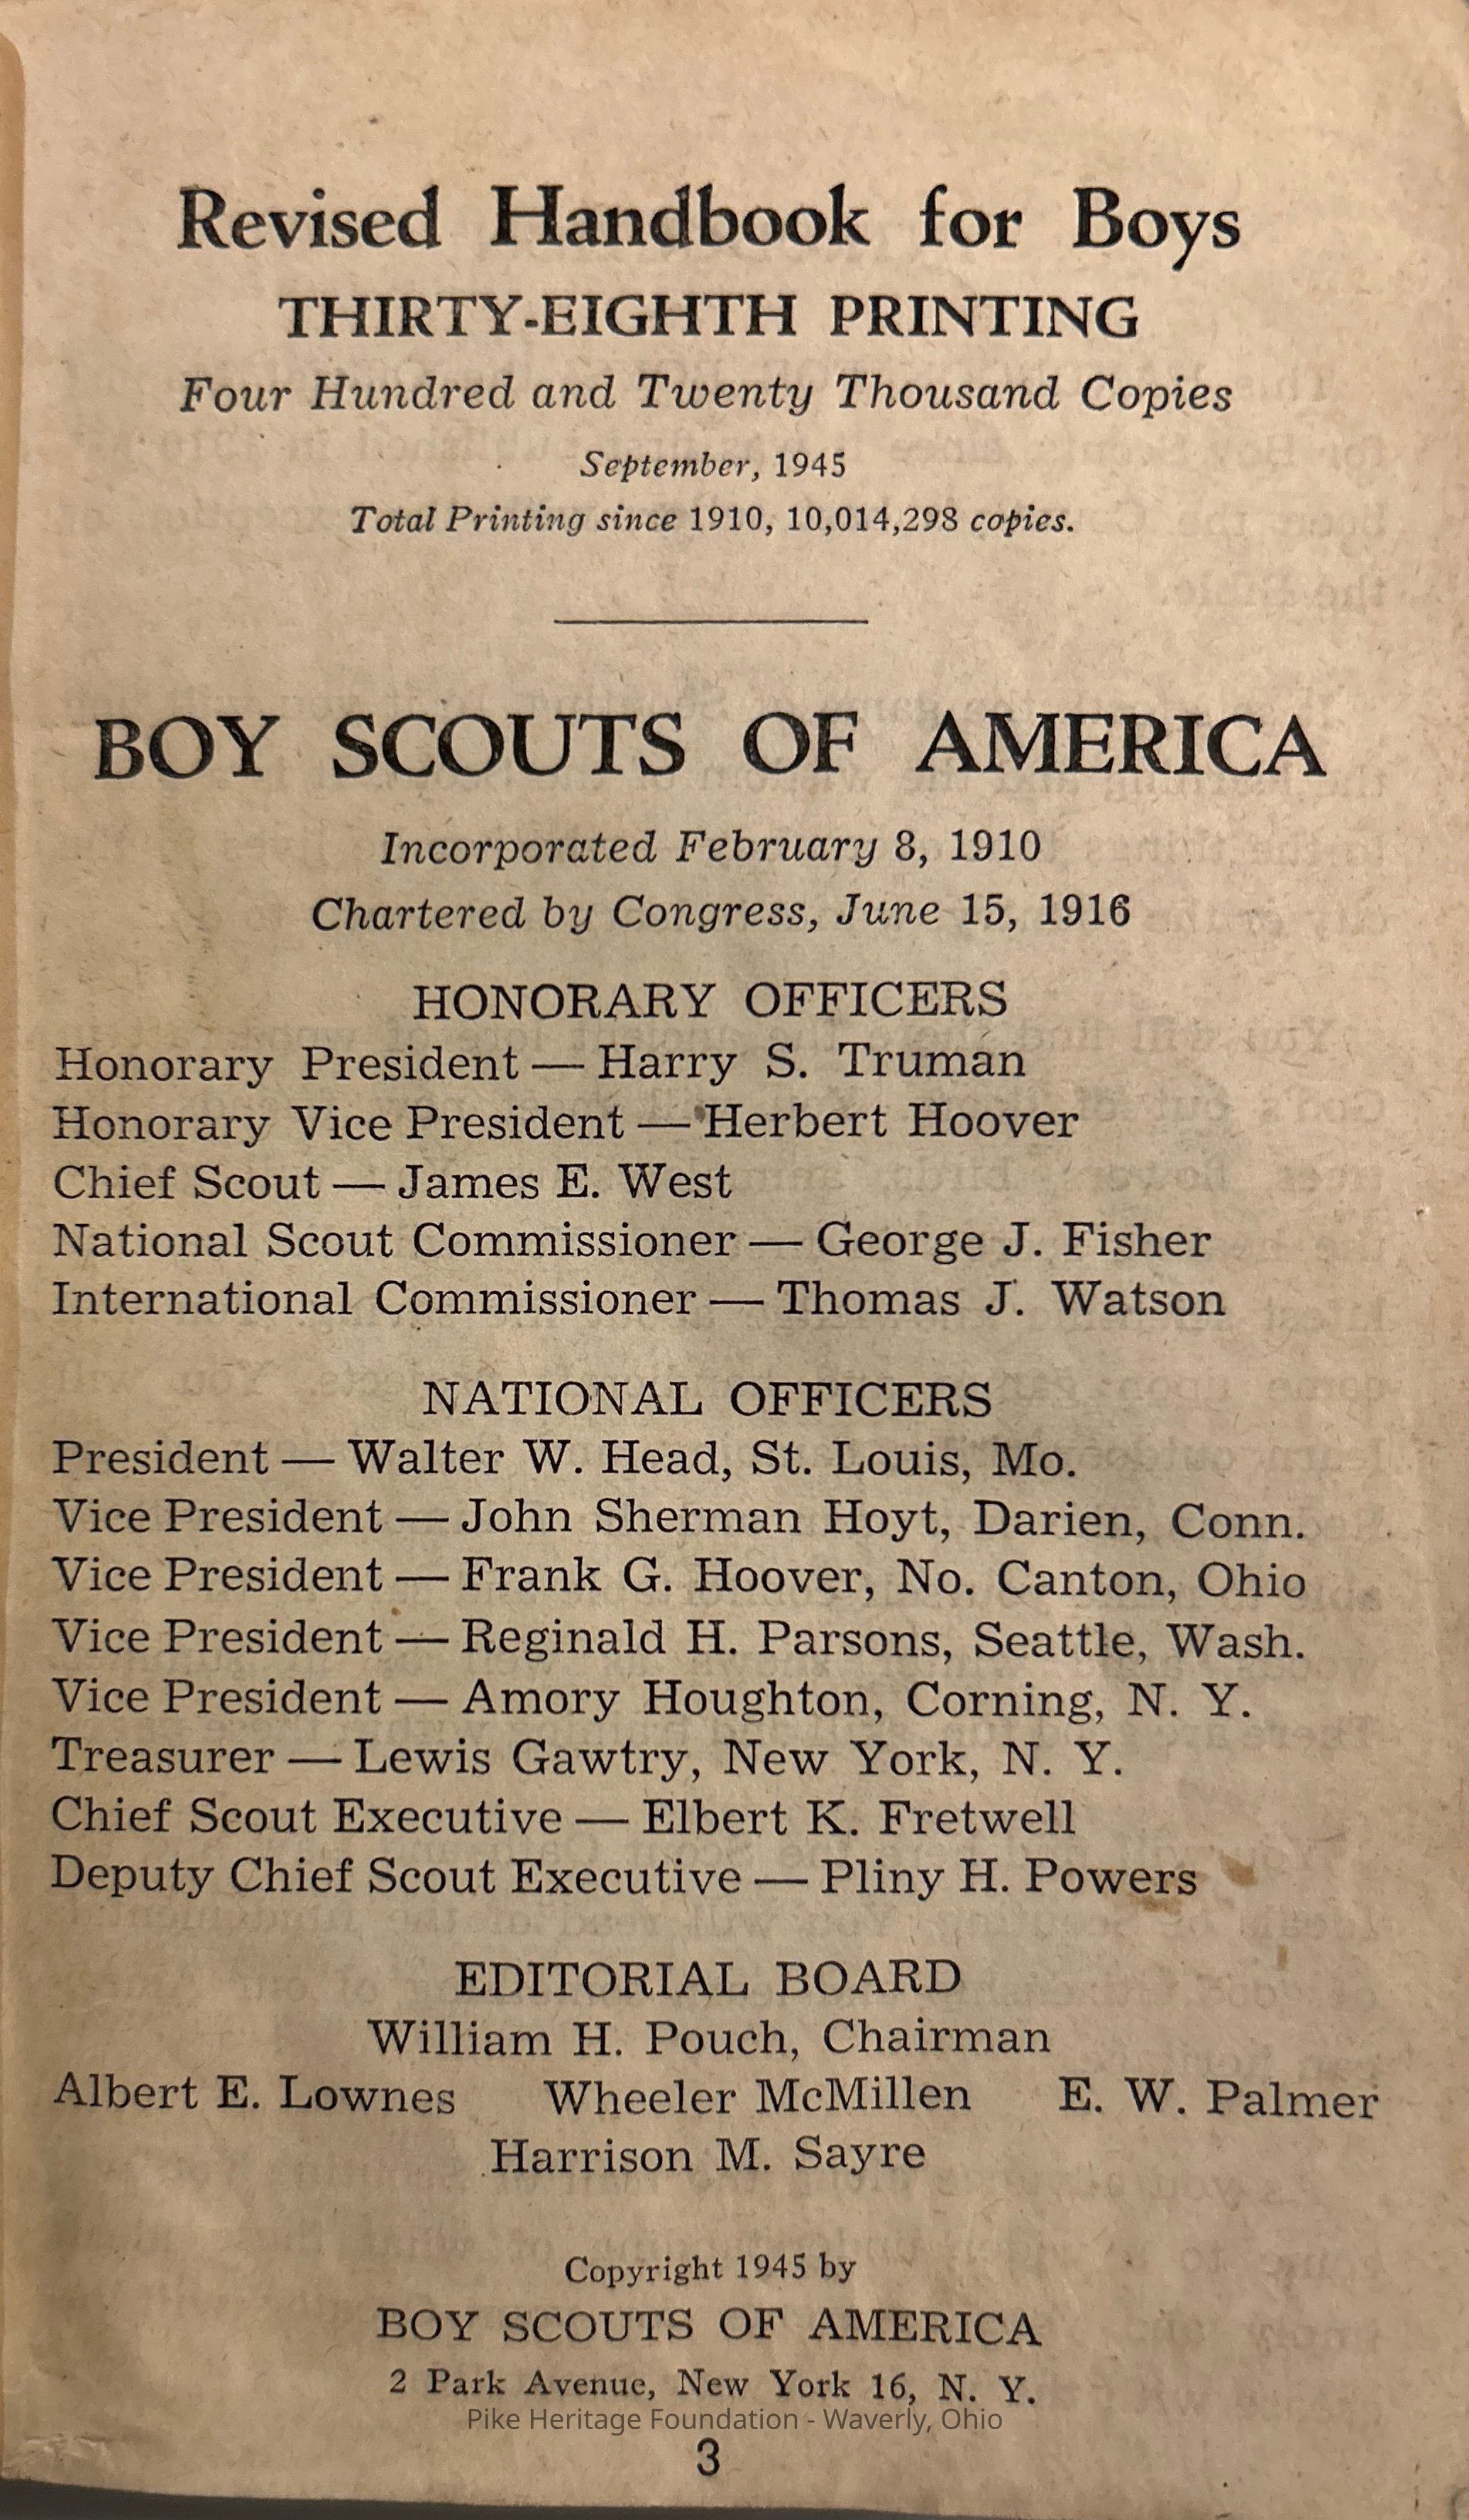 Revised Handbook for Boys
THIRTY-EIGHTH PRINTING
Four Hundred and Twenty Thousand Copies
September, 1945
Total Printing since 1910, 10,014,298 copies.
BOY SCOUTS OF AMERICA
Incorporated February 8, 1910
Chartered by Congress, June 15, 1916
HONORARY OFFICERS
Honorary President — Harry S. Truman
Honorary Vice President — Herbert Hoover
Chief Scout — James E. West
National Scout Commissioner — George J. Fisher
International Commissioner — Thomas J. Watson
NATIONAL OFFICERS
President — Walter W. Head, St. Louis, Mo.
Vice President — John Sherman Hoyt, Darien, Conn.
Vice President — Frank G. Hoover, No. Canton, Ohio
Vice President — Reginald H. Parsons, Seattle, Wash.
Vice President — Amory Houghton, Corning, N. Y.
Treasurer — Lewis Gawtry, New York, N. Y.
Chief Scout Executive — Elbert K. Fretwell
Deputy Chief Scout Executive — Pliny H. Powers
EDITORIAL BOARD
William H. Pouch, Chairman
Albert E. Lownes Wheeler McMillen E. W. Palmer
Harrison M. Sayre
Copyright 1945 by
BOY SCOUTS OF AMERICA
2 Park Avenue, New York 16, N. Y.
Pike Heritage Foundation - Waverly, Ohio
3